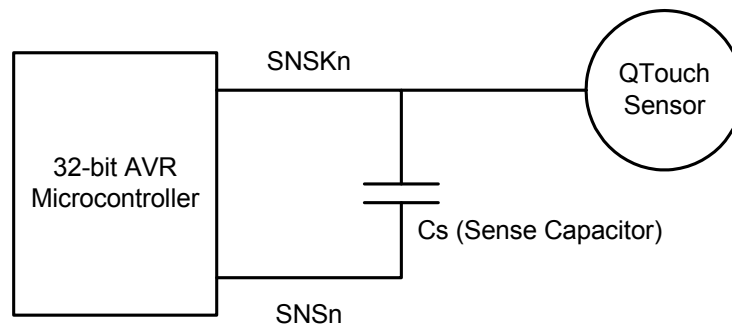 SNSKn
QTouch
Sensor
32-bit AVR
Microcontroller
Cs (Sense Capacitor)
SNSn